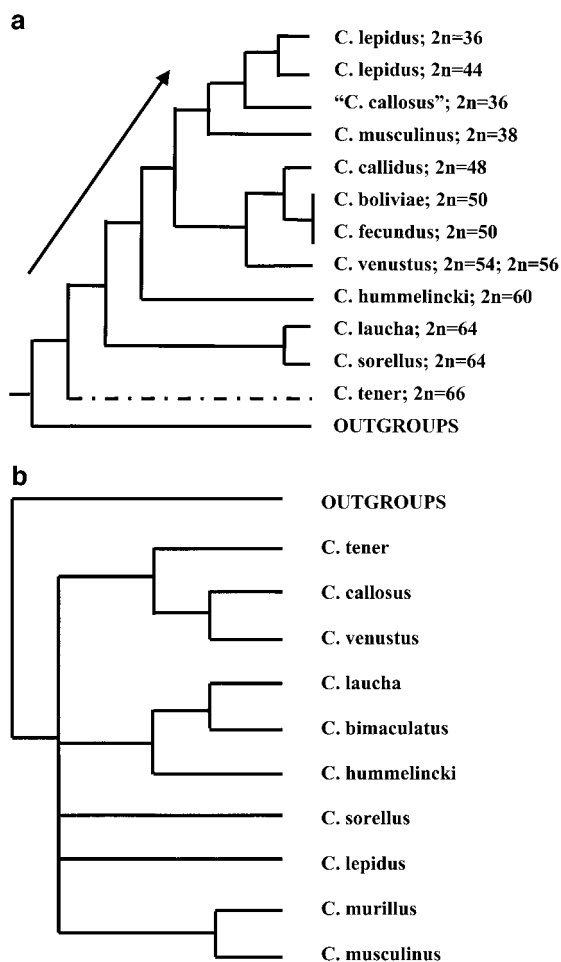 a
C. lepidus; 2n=36
C. lepidus; 2n=44
“C. callosus”; 2n=36
C. musculinus; 2n=38
C. callidus; 2n=48
C. boliviae; 2n=50
C. fecundus; 2n=50
C. venustus; 2n=54; 2n=56
C. hummelincki; 2n=60
C. laucha; 2n=64
C. sorellus; 2n=64
C. tener; 2n=66
OUTGROUPS
b
OUTGROUPS
C. tener
C. callosus
C. venustus
C. laucha
C. bimaculatus
C. hummelincki
C. sorellus
C. lepidus
C. murillus
C. musculinus